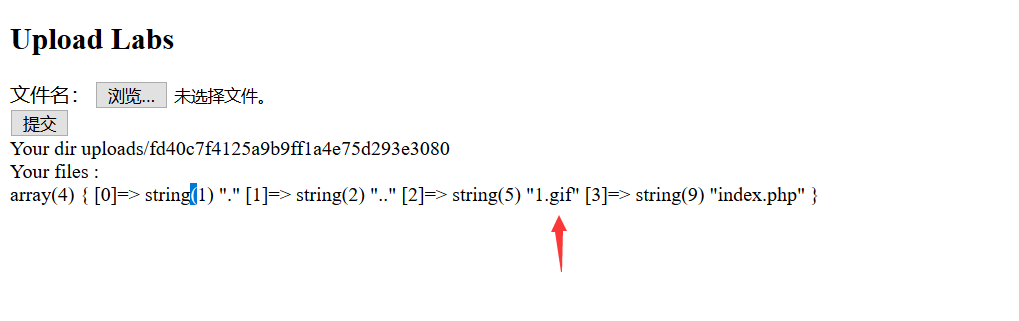 Upload Labs
文件名： 浏览... 未选择文件。
提交
Your dir uploads/fd40c7f4125a9b9ff1a4e75d293e3080
Your files :
array(4) { [0]=> string(1) "." [1]=> string(2) ".." [2]=> string(5) "1.gif" [3]=> string(9) "index.php" }